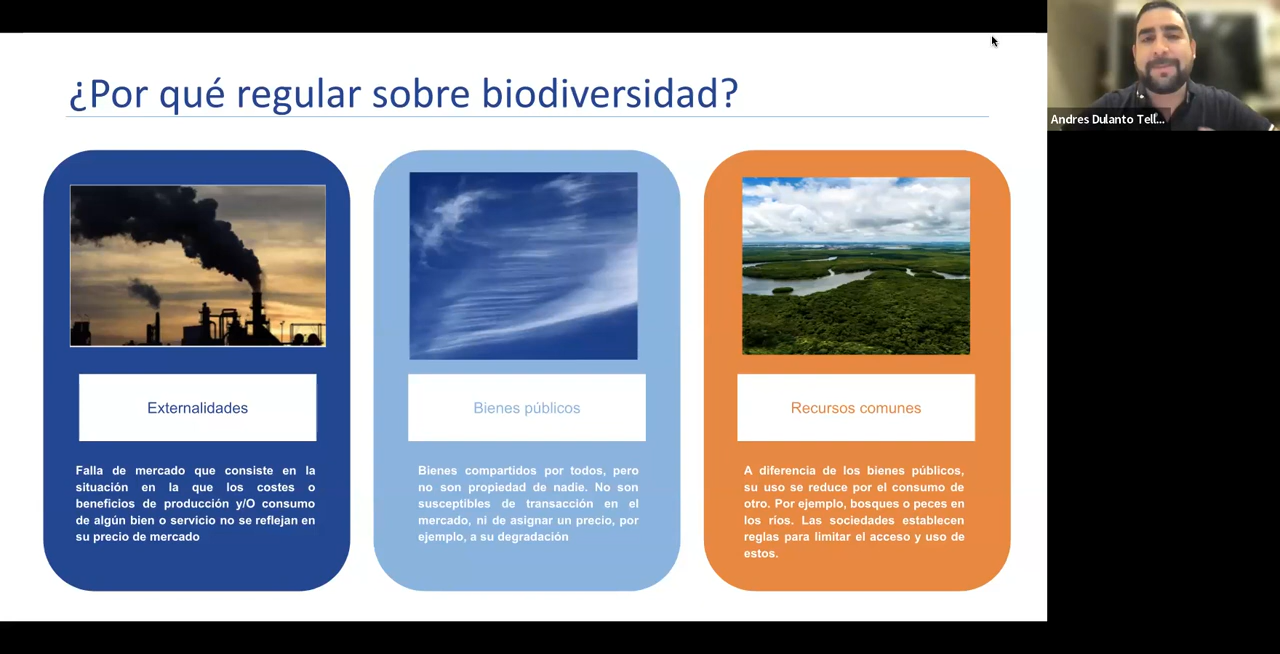 ¿Por qué regular sobre biodiversidad?
Andres Dulanto Tell...
Externalidades
Falla de mercado que consiste en la
situación en la que los costes o
beneficios de producción y/O consumo
de algún bien o servicio no se reflejan en
su precio de mercado
Bienes públicos
Bienes compartidos por todos, pero
no son propiedad de nadie. No son
susceptibles de transacción en el
mercado, ni de asignar un precio, por
ejemplo, a su degradación
Recursos comunes
A diferencia de los bienes públicos,
su uso se reduce por el consumo de
otro. Por ejemplo, bosques o peces en
los ríos. Las sociedades establecen
reglas para limitar el acceso y uso de
estos.